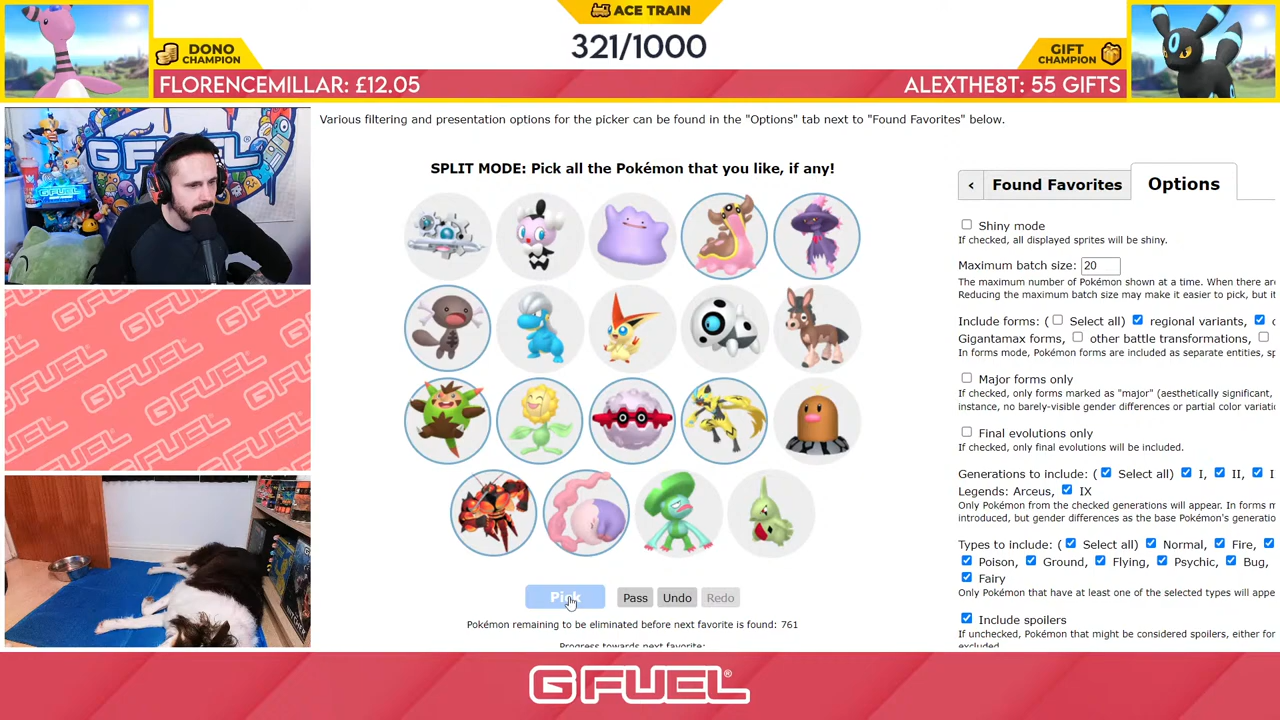 ACE TRAIN
321/1000
DONO
CHAMPION
GIFT
CHAMPION
FLORENCEMILLAR: £12.05
ALEXTHE8T: 55 GIFTS
Various filtering and presentation options for the picker can be found in the "Options" tab next to "Found Favorites" below.
SPLIT MODE: Pick all the Pokémon that you like, if any!
Pick
Pass
Undo
Redo
Pokémon remaining to be eliminated before next favorite is found: 761
Progress towards next favorite:
‹
Found Favorites
Options
Shiny mode
If checked, all displayed sprites will be shiny.
Maximum batch size: 20
The maximum number of Pokémon shown at a time. When there are
Reducing the maximum batch size may make it easier to pick, but it
Include forms: ( Select all) regional variants,
Gigantamax forms, other battle transformations,
In forms mode, Pokémon forms are included as separate entities, sp
Major forms only
If checked, only forms marked as "major" (aesthetically significant,
instance, no barely-visible gender differences or partial color variatio
Final evolutions only
If checked, only final evolutions will be included.
Generations to include: ( Select all) I, II, I
Legends: Arceus, IX
Only Pokémon from the checked generations will appear. In forms m
introduced, but gender differences as the base Pokémon's generatio
Types to include: ( Select all) Normal, Fire,
Poison, Ground, Flying, Psychic, Bug,
Fairy
Only Pokémon that have at least one of the selected types will appe
Include spoilers
If unchecked, Pokémon that might be considered spoilers, either for
excluded.
G FUEL
G FUEL